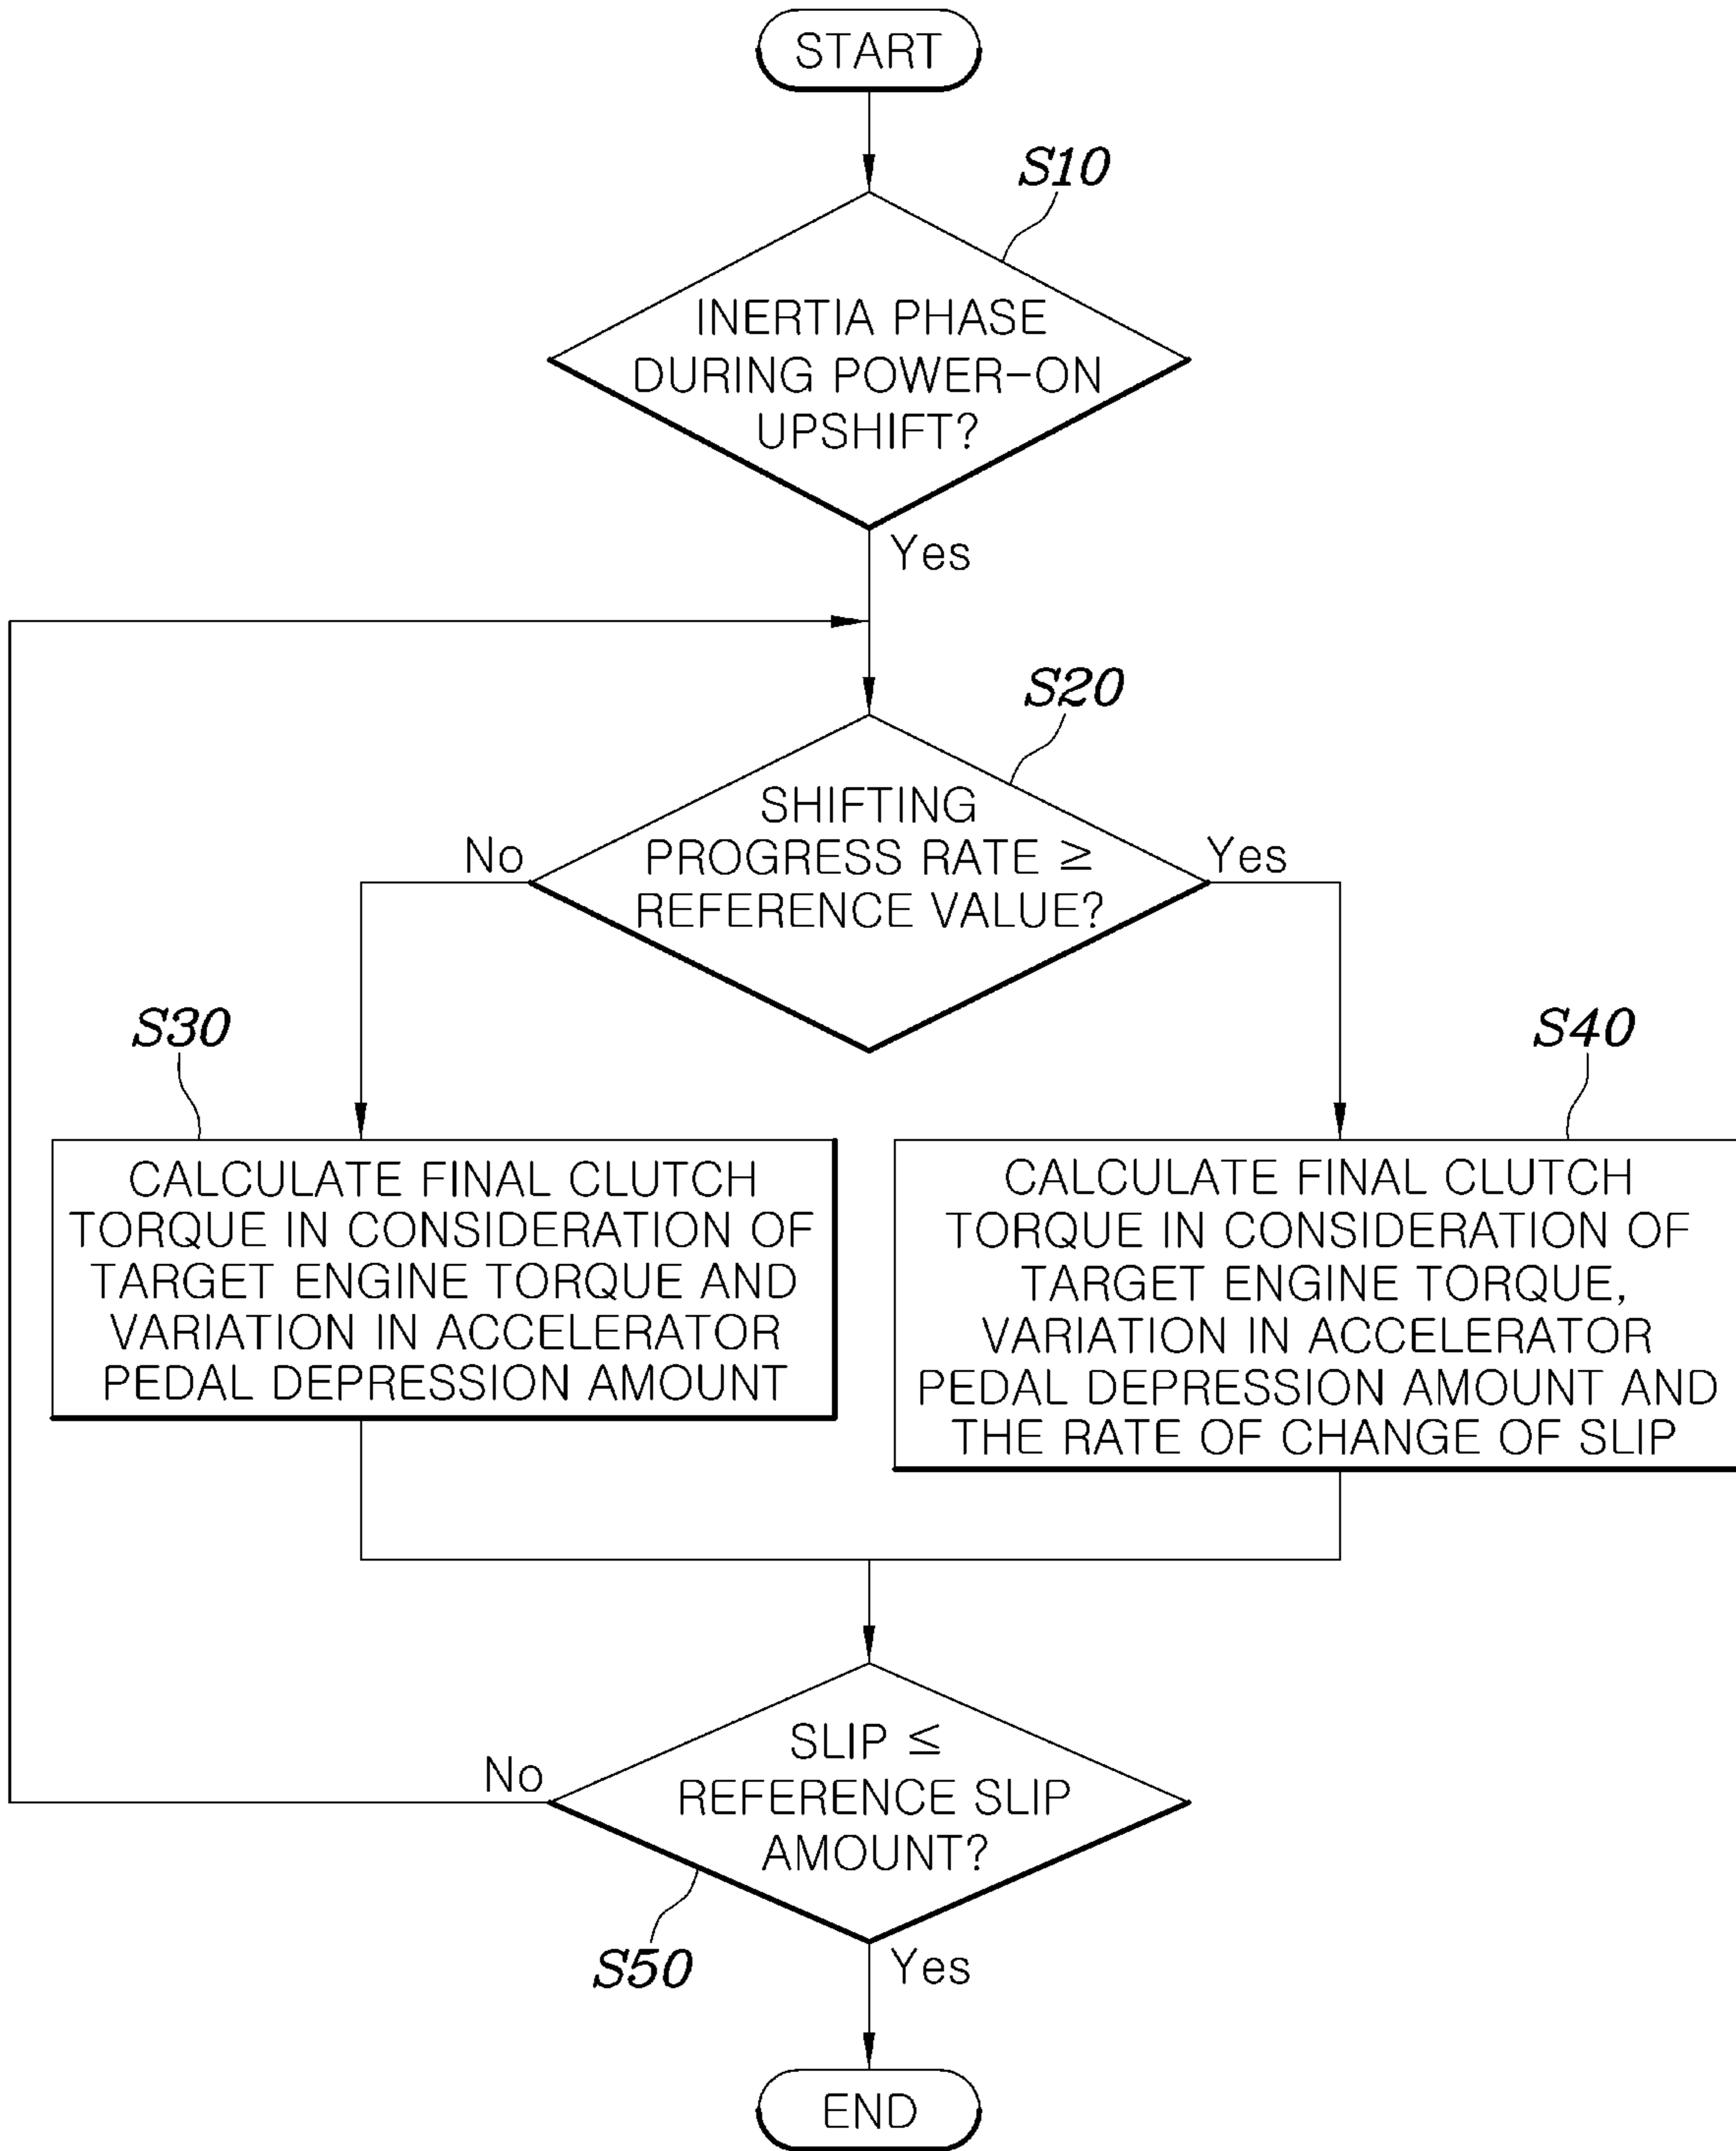 START
S10
INERTIA PHASE
DURING POWER-ON
UPSHIFT?
Yes
S20
SHIFTING
PROGRESS RATE ≥
REFERENCE VALUE?
No
Yes
S30
CALCULATE FINAL CLUTCH
TORQUE IN CONSIDERATION OF
TARGET ENGINE TORQUE AND
VARIATION IN ACCELERATOR
PEDAL DEPRESSION AMOUNT
S40
CALCULATE FINAL CLUTCH
TORQUE IN CONSIDERATION OF
TARGET ENGINE TORQUE,
VARIATION IN ACCELERATOR
PEDAL DEPRESSION AMOUNT AND
THE RATE OF CHANGE OF SLIP
SLIP ≤
REFERENCE SLIP
AMOUNT?
No
S50
Yes
END